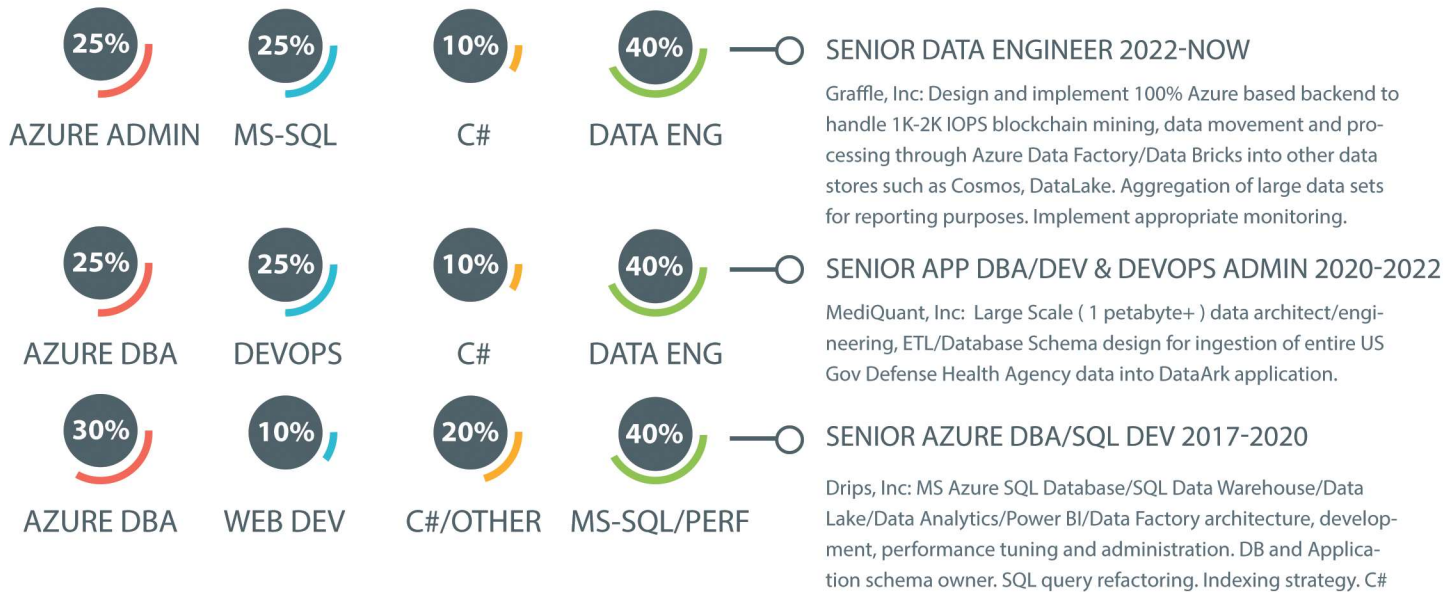 25% 25% 10% 40%
AZURE ADMIN MS-SQL C# DATA ENG
SENIOR DATA ENGINEER 2022-NOW
Graffle, Inc: Design and implement 100% Azure based backend to
handle 1K-2K IOPS blockchain mining, data movement and pro-
cessing through Azure Data Factory/Data Bricks into other data
stores such as Cosmos, DataLake. Aggregation of large data sets
for reporting purposes. Implement appropriate monitoring.
25% 25% 10% 40%
AZURE DBA DEVOPS C# DATA ENG
SENIOR APP DBA/DEV & DEVOPS ADMIN 2020-2022
MediQuant, Inc: Large Scale ( 1 petabyte+ ) data architect/engi-
neering, ETL/Database Schema design for ingestion of entire US
Gov Defense Health Agency data into DataArk application.
30% 10% 20% 40%
AZURE DBA WEB DEV C#/OTHER MS-SQL/PERF
SENIOR AZURE DBA/SQL DEV 2017-2020
Drips, Inc: MS Azure SQL Database/SQL Data Warehouse/Data
Lake/Data Analytics/Power BI/Data Factory architecture, develop-
ment, performance tuning and administration. DB and Applica-
tion schema owner. SQL query refactoring. Indexing strategy. C#